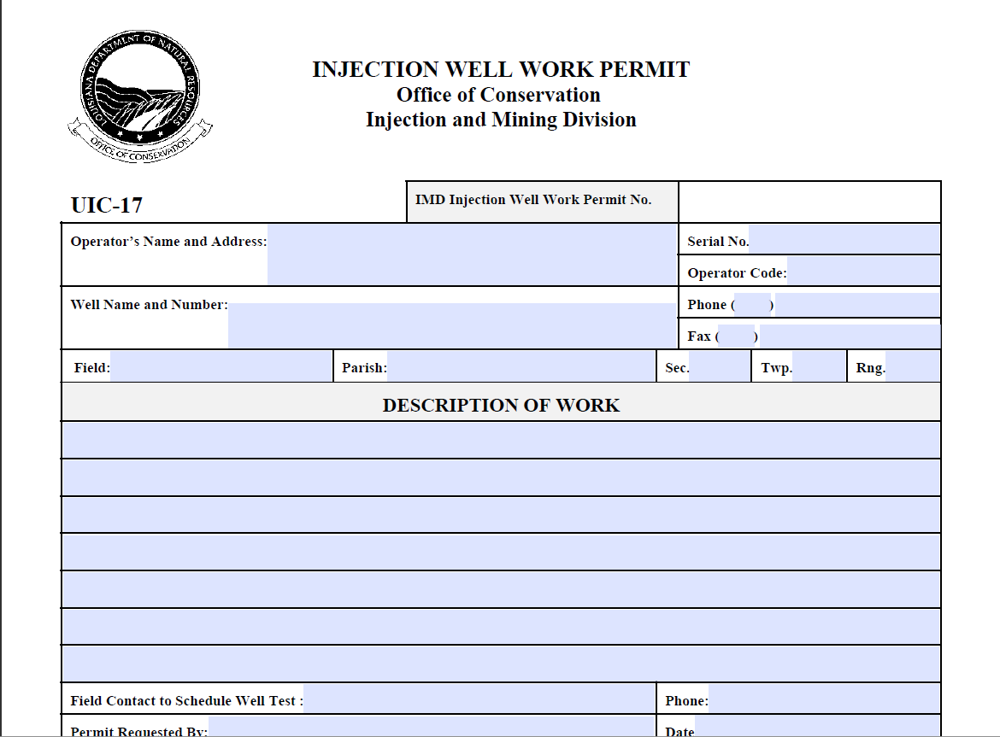 LOUISIANA DEPARTMENT OF NATURAL RESOURCES
OFFICE OF CONSERVATION
INJECTION WELL WORK PERMIT
Office of Conservation
Injection and Mining Division
UIC-17
IMD Injection Well Work Permit No.
Operator's Name and Address:
Serial No.
Operator Code:
Well Name and Number:
Phone ( )
Fax ( )
Field: Parish: Sec. Twp. Rng.
DESCRIPTION OF WORK
Field Contact to Schedule Well Test : Phone:
Permit Requested By: Date